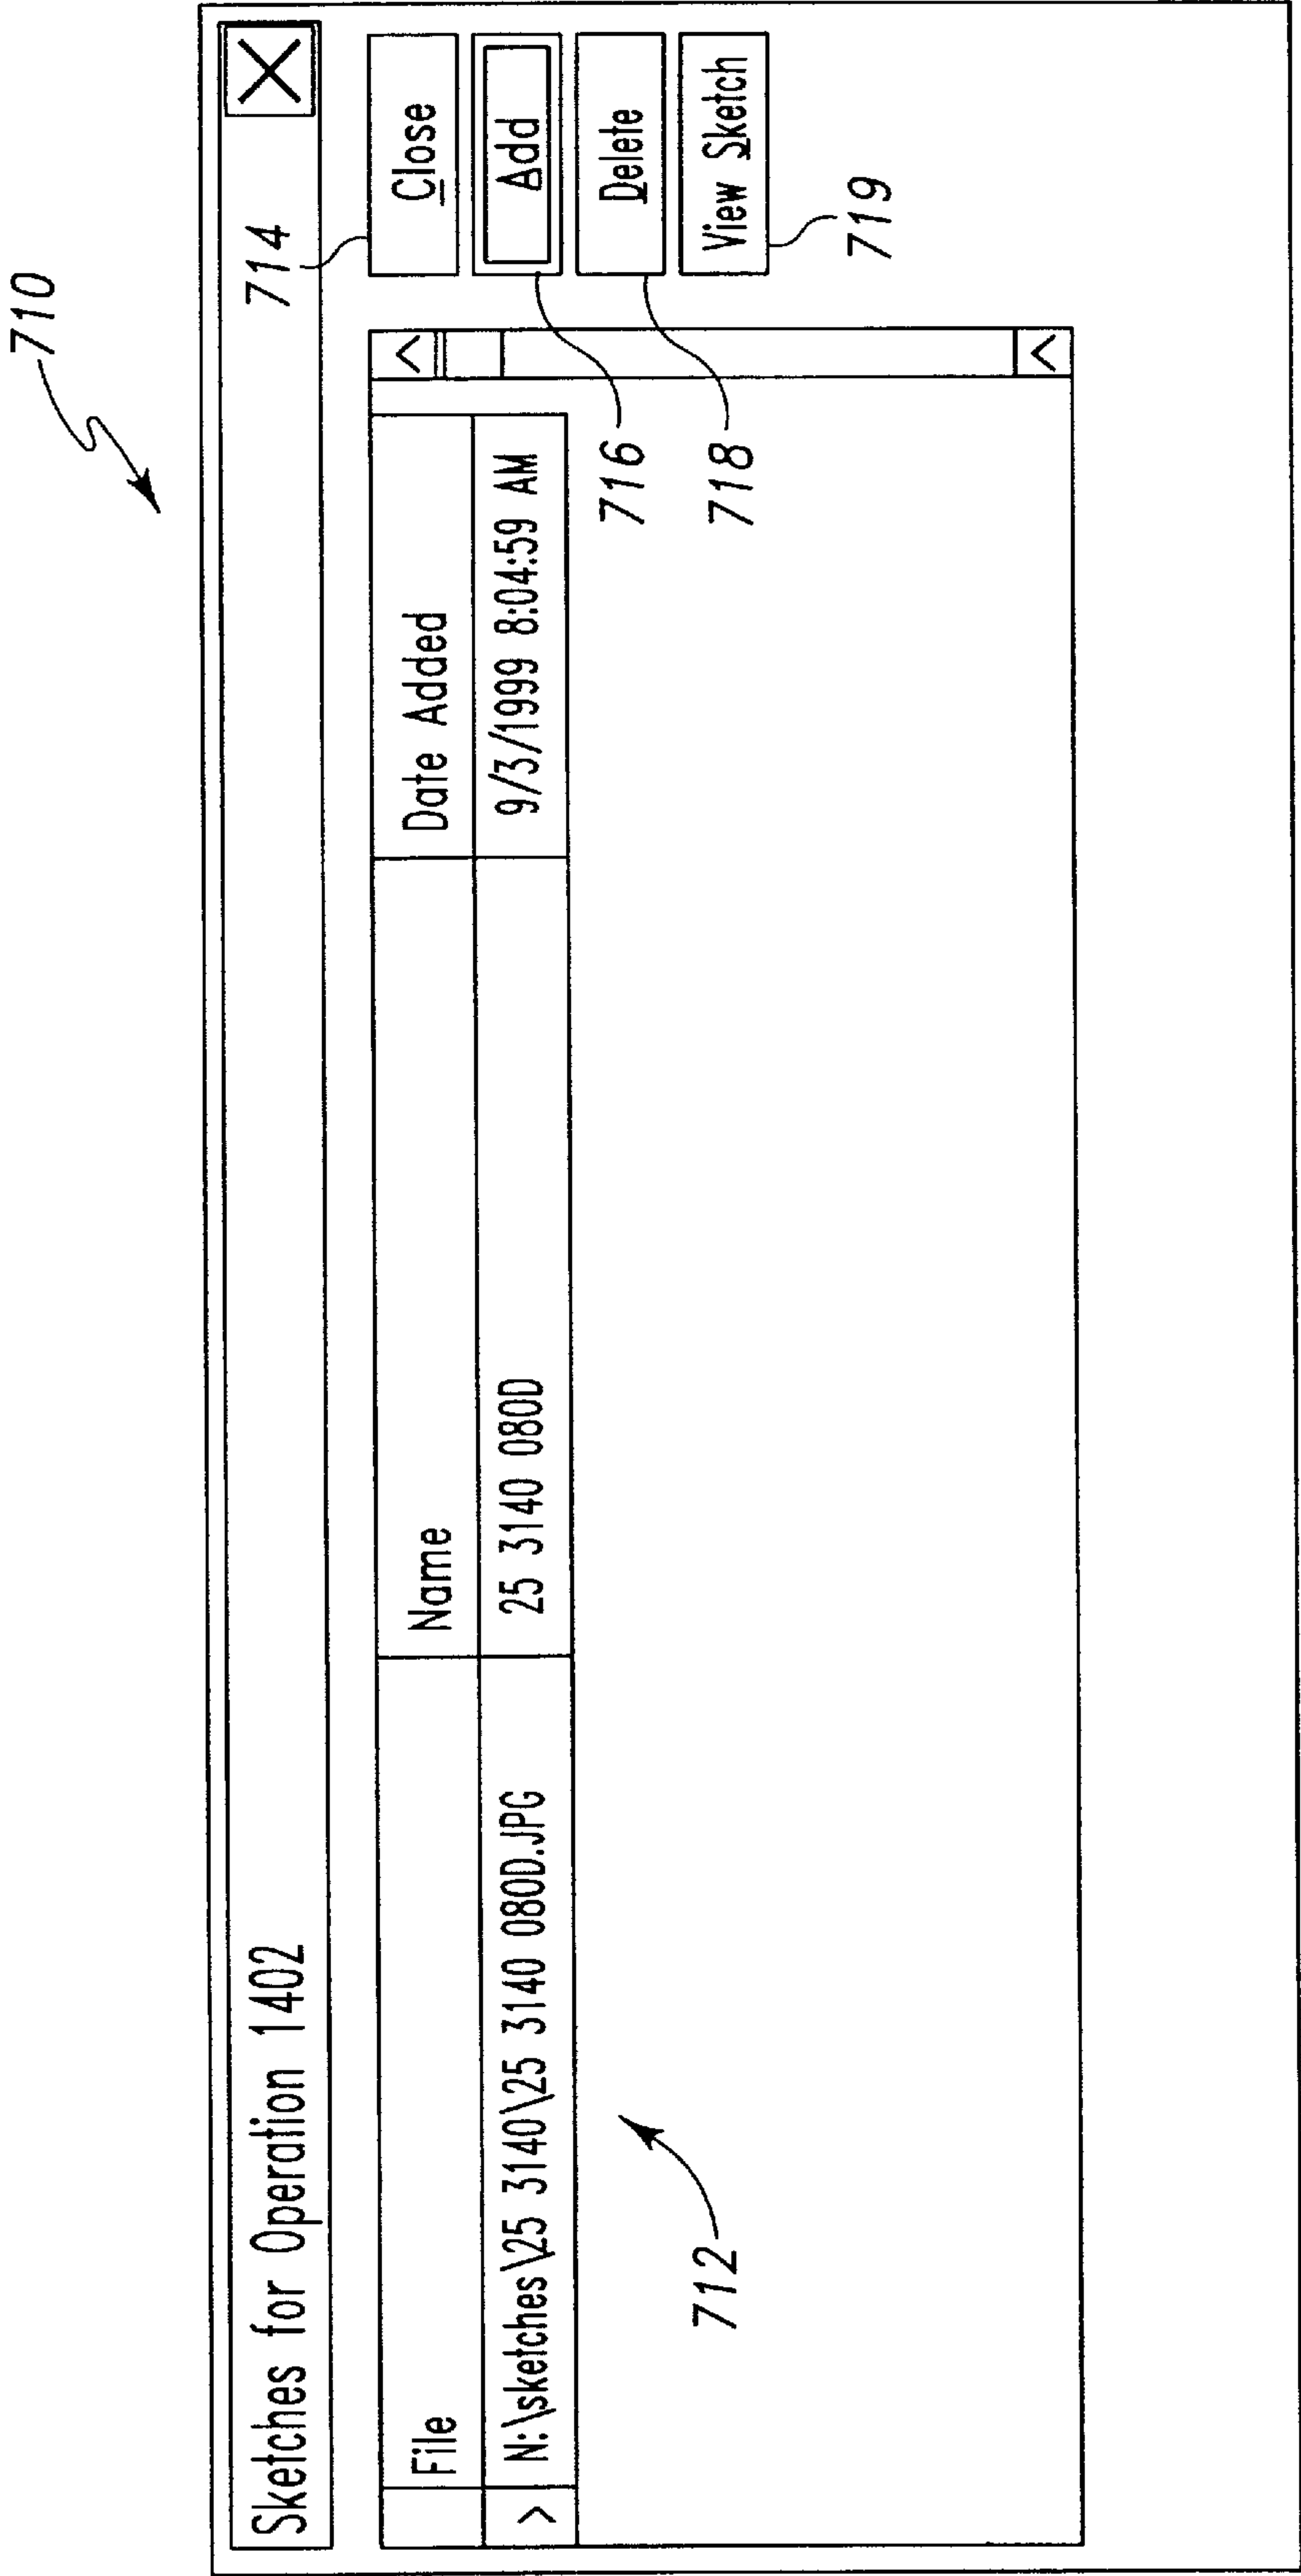 710
Sketches for Operation 1402
714
File Name Date Added
Close
> N:\sketches\25 3140\25 3140 080D.JPG 25 3140 080D 9/3/1999 8:04:59 AM
Add
716
Delete
718
View Sketch
719
712